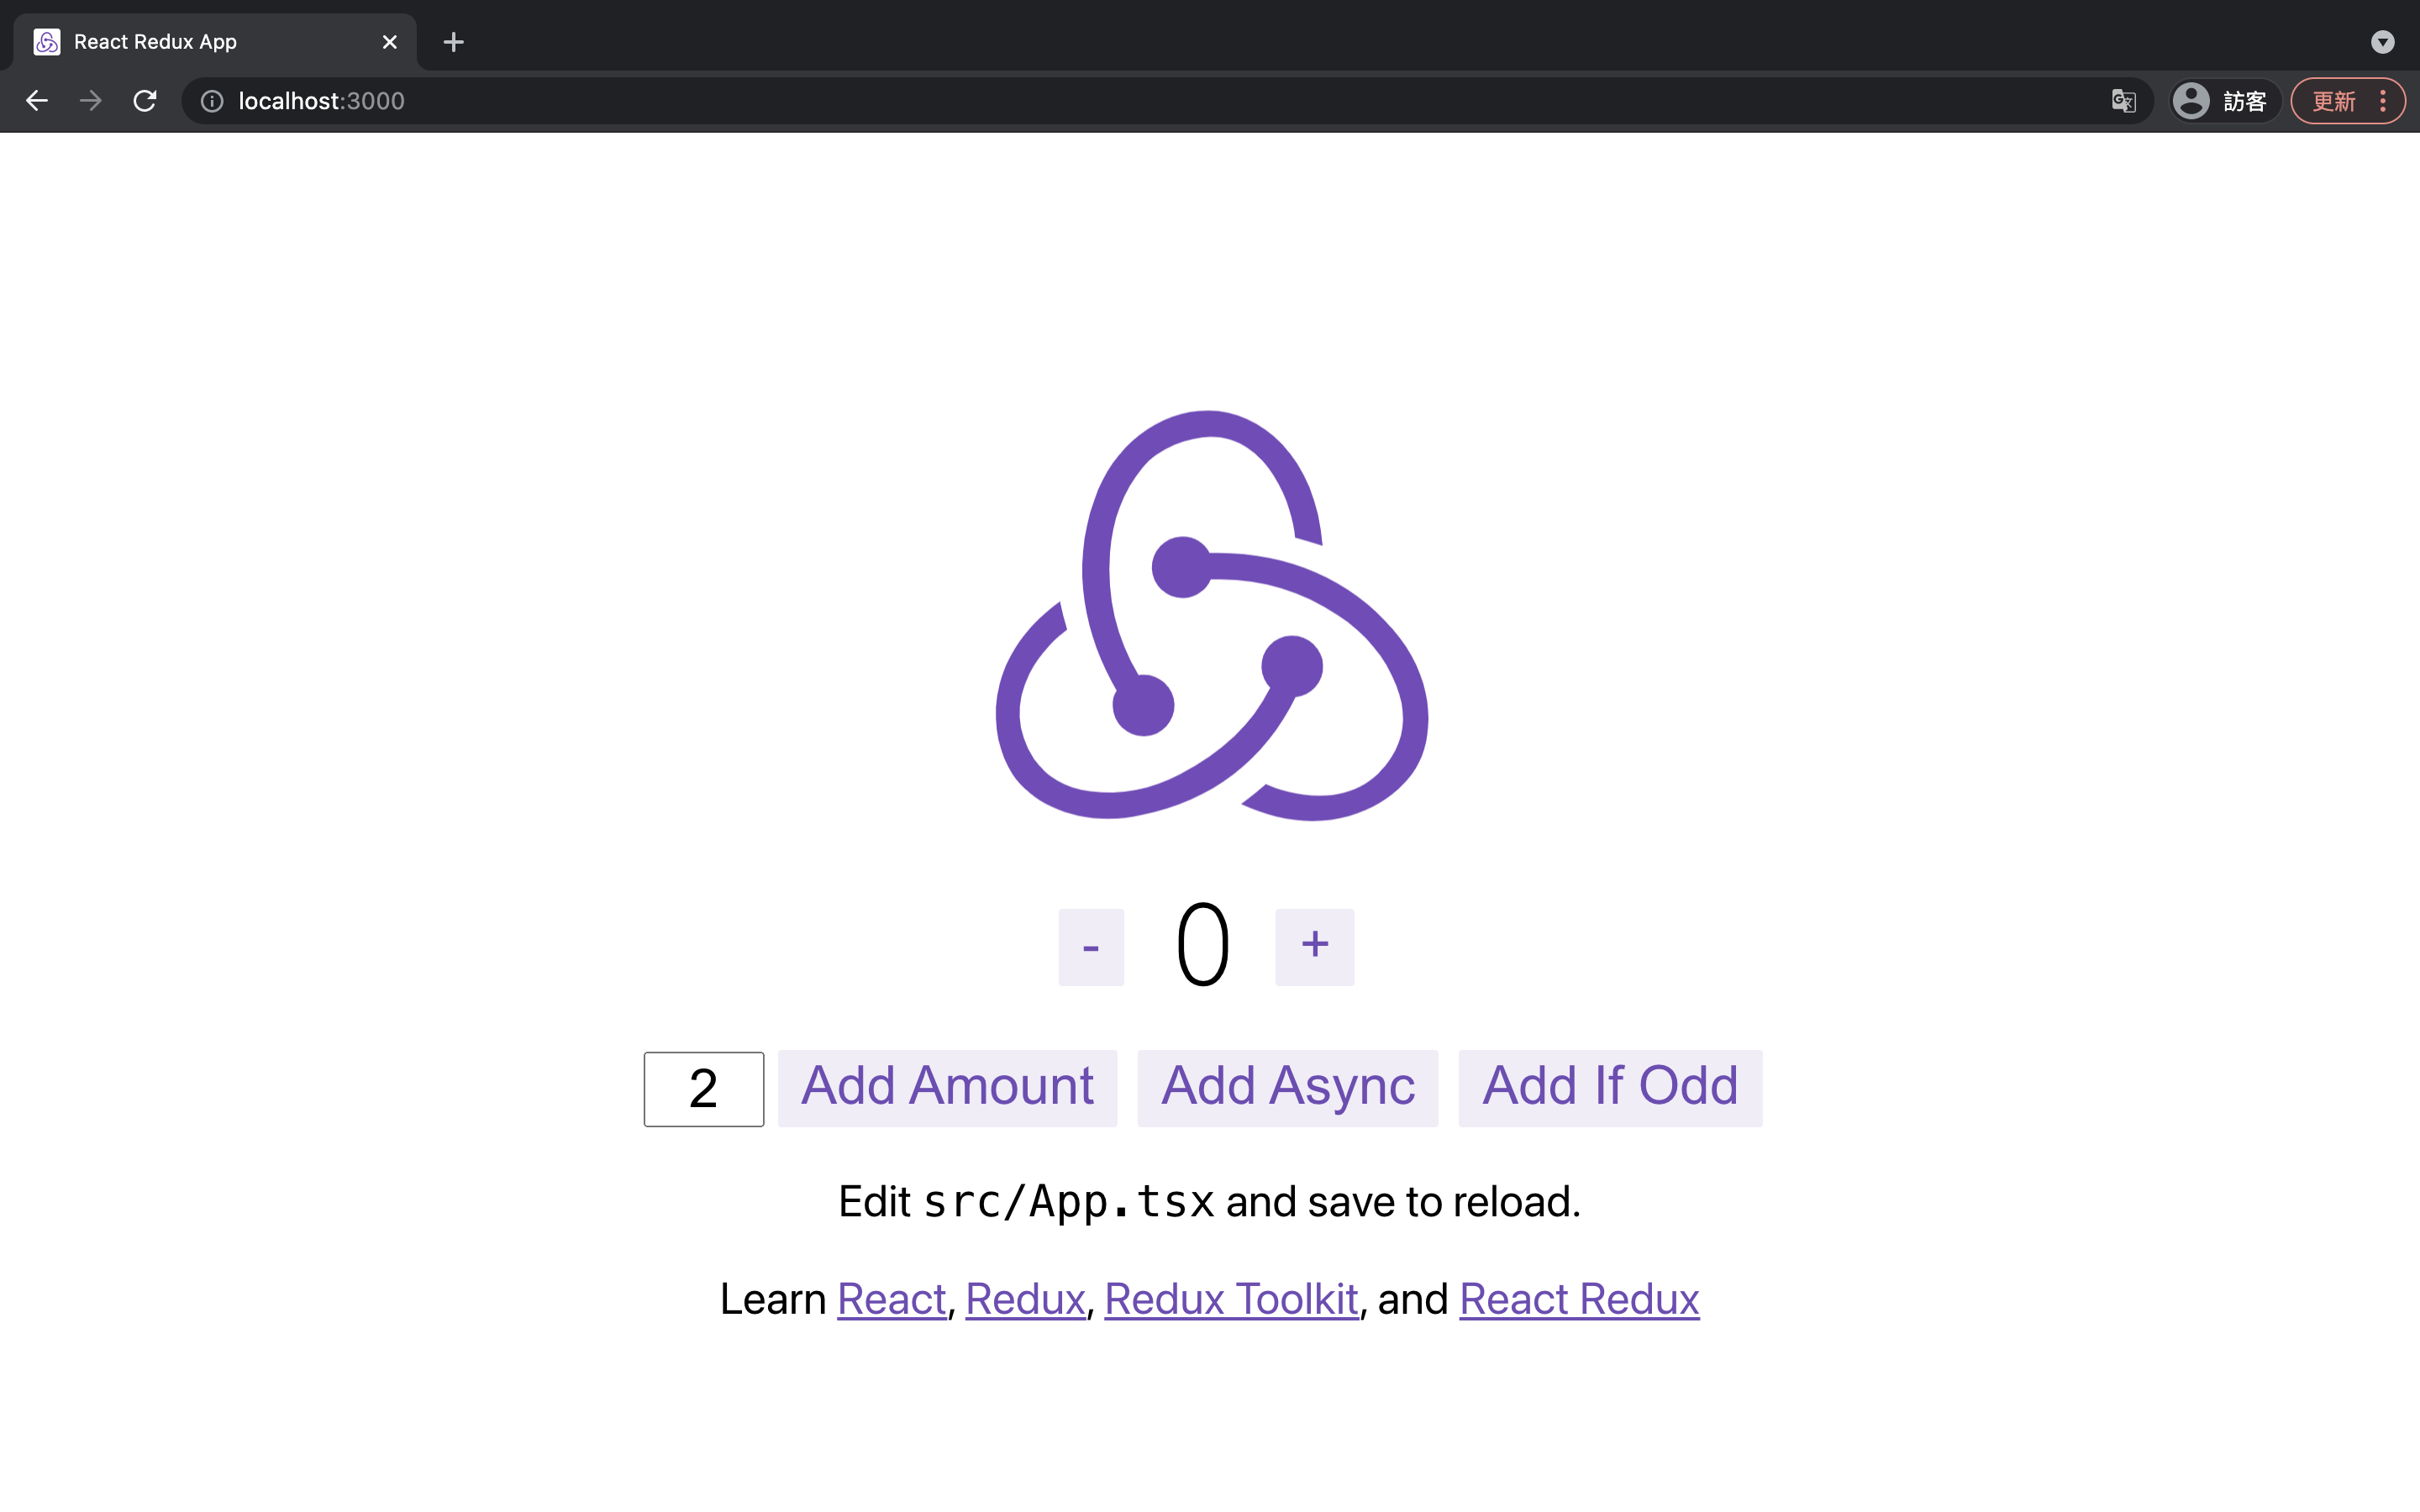 React Redux App
localhost:3000
訪客
更新
- 0 +
2 Add Amount Add Async Add If Odd
Edit src/App.tsx and save to reload.
Learn React, Redux, Redux Toolkit, and React Redux